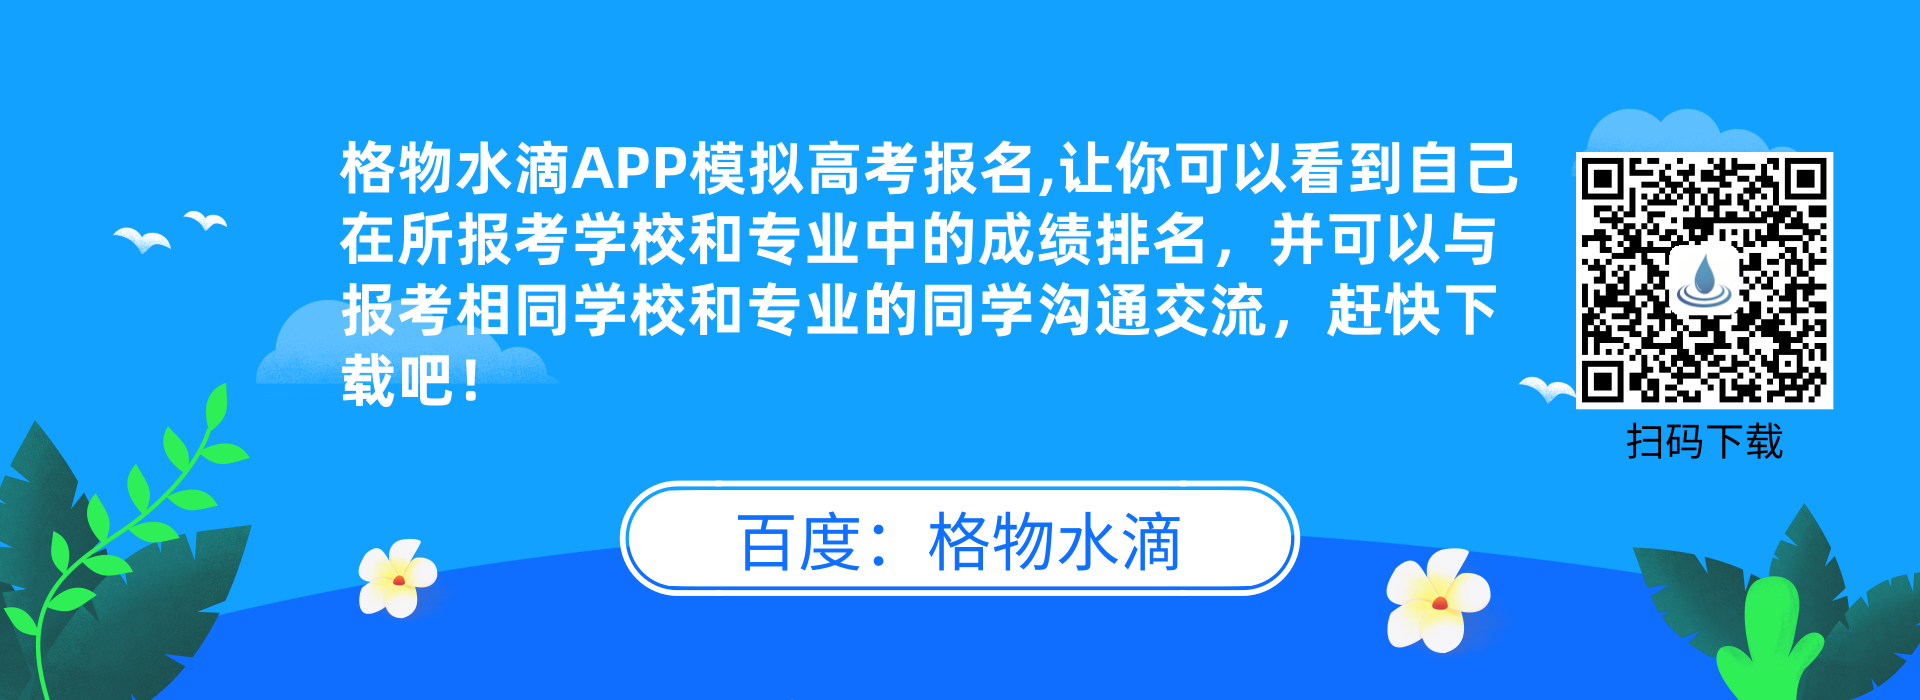 格物水滴APP模拟高考报名,让你可以看到自己
在所报考学校和专业中的成绩排名，并可以与
报考相同学校和专业的同学沟通交流，赶快下
载吧！
扫码下载
百度：格物水滴